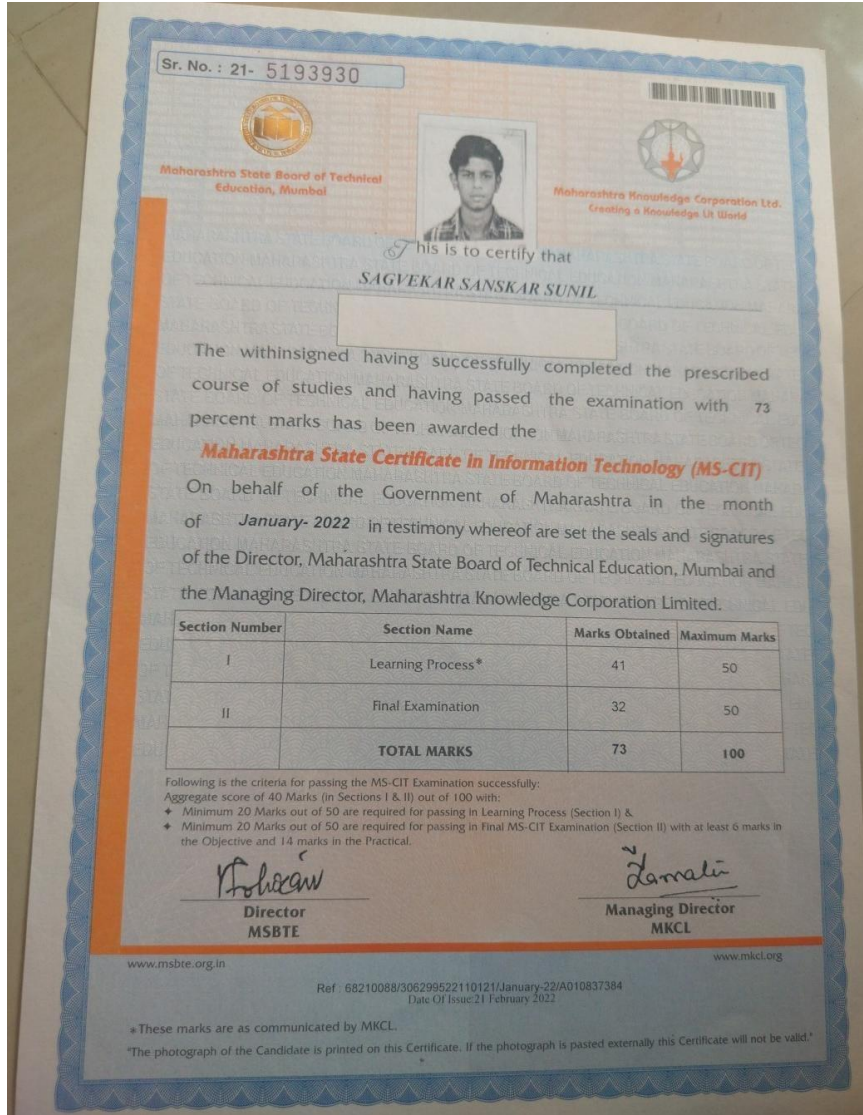 Sr. No. : 21- 5193930
Maharashtra State Board of Technical
Education, Mumbai
Maharashtra Knowledge Corporation Ltd.
Creating a Knowledge Lit World
This is to certify that
SAGVEKAR SANSKAR SUNIL
The withinsigned having successfully completed the prescribed
course of studies and having passed the examination with 73
percent marks has been awarded the
Maharashtra State Certificate in Information Technology (MS-CIT)
On behalf of the Government of Maharashtra in the month
of January- 2022 in testimony whereof are set the seals and signatures
of the Director, Maharashtra State Board of Technical Education, Mumbai and
the Managing Director, Maharashtra Knowledge Corporation Limited.
Section Number Section Name Marks Obtained Maximum Marks
I Learning Process* 41 50
II Final Examination 32 50
TOTAL MARKS 73 100
Following is the criteria for passing the MS-CIT Examination successfully:
Aggregate score of 40 Marks (in Sections I & II) out of 100 with:
✦ Minimum 20 Marks out of 50 are required for passing in Learning Process (Section I) &
✦ Minimum 20 Marks out of 50 are required for passing in Final MS-CIT Examination (Section II) with at least 6 marks in
the Objective and 14 marks in the Practical.
Director
MSBTE
Managing Director
MKCL
www.msbte.org.in
www.mkcl.org
Ref : 68210088/306299522110121/January-22/A010837384
Date Of Issue:21 February 2022
*These marks are as communicated by MKCL.
"The photograph of the Candidate is printed on this Certificate. If the photograph is pasted externally this Certificate will not be valid."